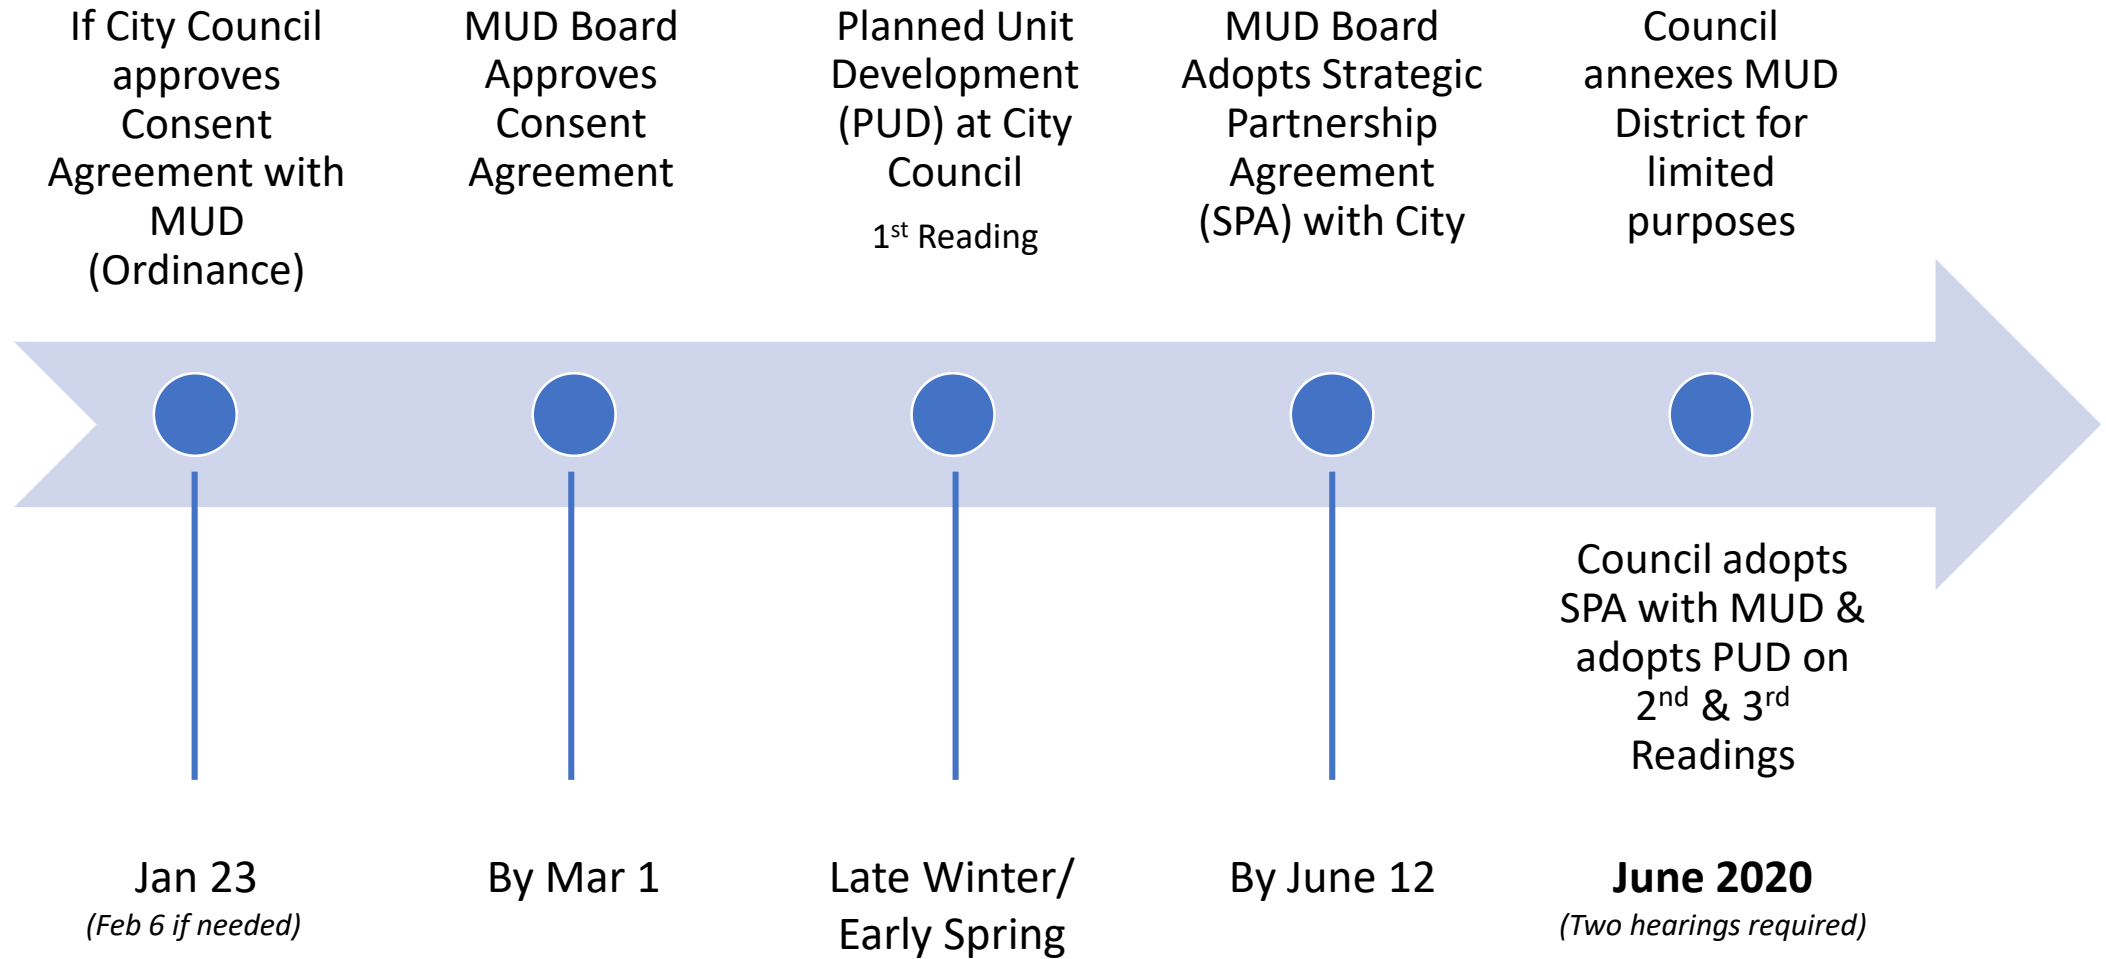 If City Council
approves
Consent
Agreement with
MUD
(Ordinance)
MUD Board
Approves
Consent
Agreement
Planned Unit
Development
(PUD) at City
Council
1st Reading
MUD Board
Adopts Strategic
Partnership
Agreement
(SPA) with City
Council
annexes MUD
District for
limited
purposes
Council adopts
SPA with MUD &
adopts PUD on
2nd & 3rd
Readings
Jan 23
(Feb 6 if needed)
By Mar 1
Late Winter/
Early Spring
By June 12
June 2020
(Two hearings required)